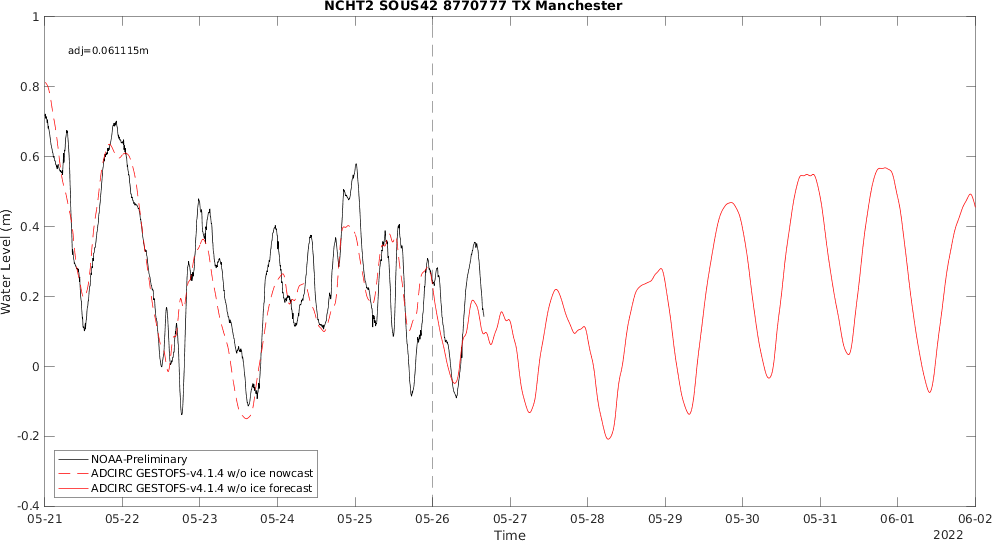 NCHT2 SOUS42 8770777 TX Manchester
adj=0.061115m
Water Level (m)
1
0.8
0.6
0.4
0.2
0
-0.2
-0.4
NOAA-Preliminary
ADCIRC GESTOFS-v4.1.4 w/o ice nowcast
ADCIRC GESTOFS-v4.1.4 w/o ice forecast
05-21 05-22 05-23 05-24 05-25 05-26 05-27 05-28 05-29 05-30 05-31 06-01 06-02
Time
2022